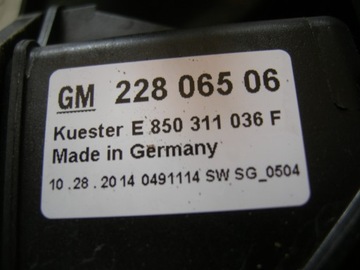 GM 228 065 06
Kuester E 850 311 036 F
Made in Germany
10.28.2014 0491114 SW SG_0504